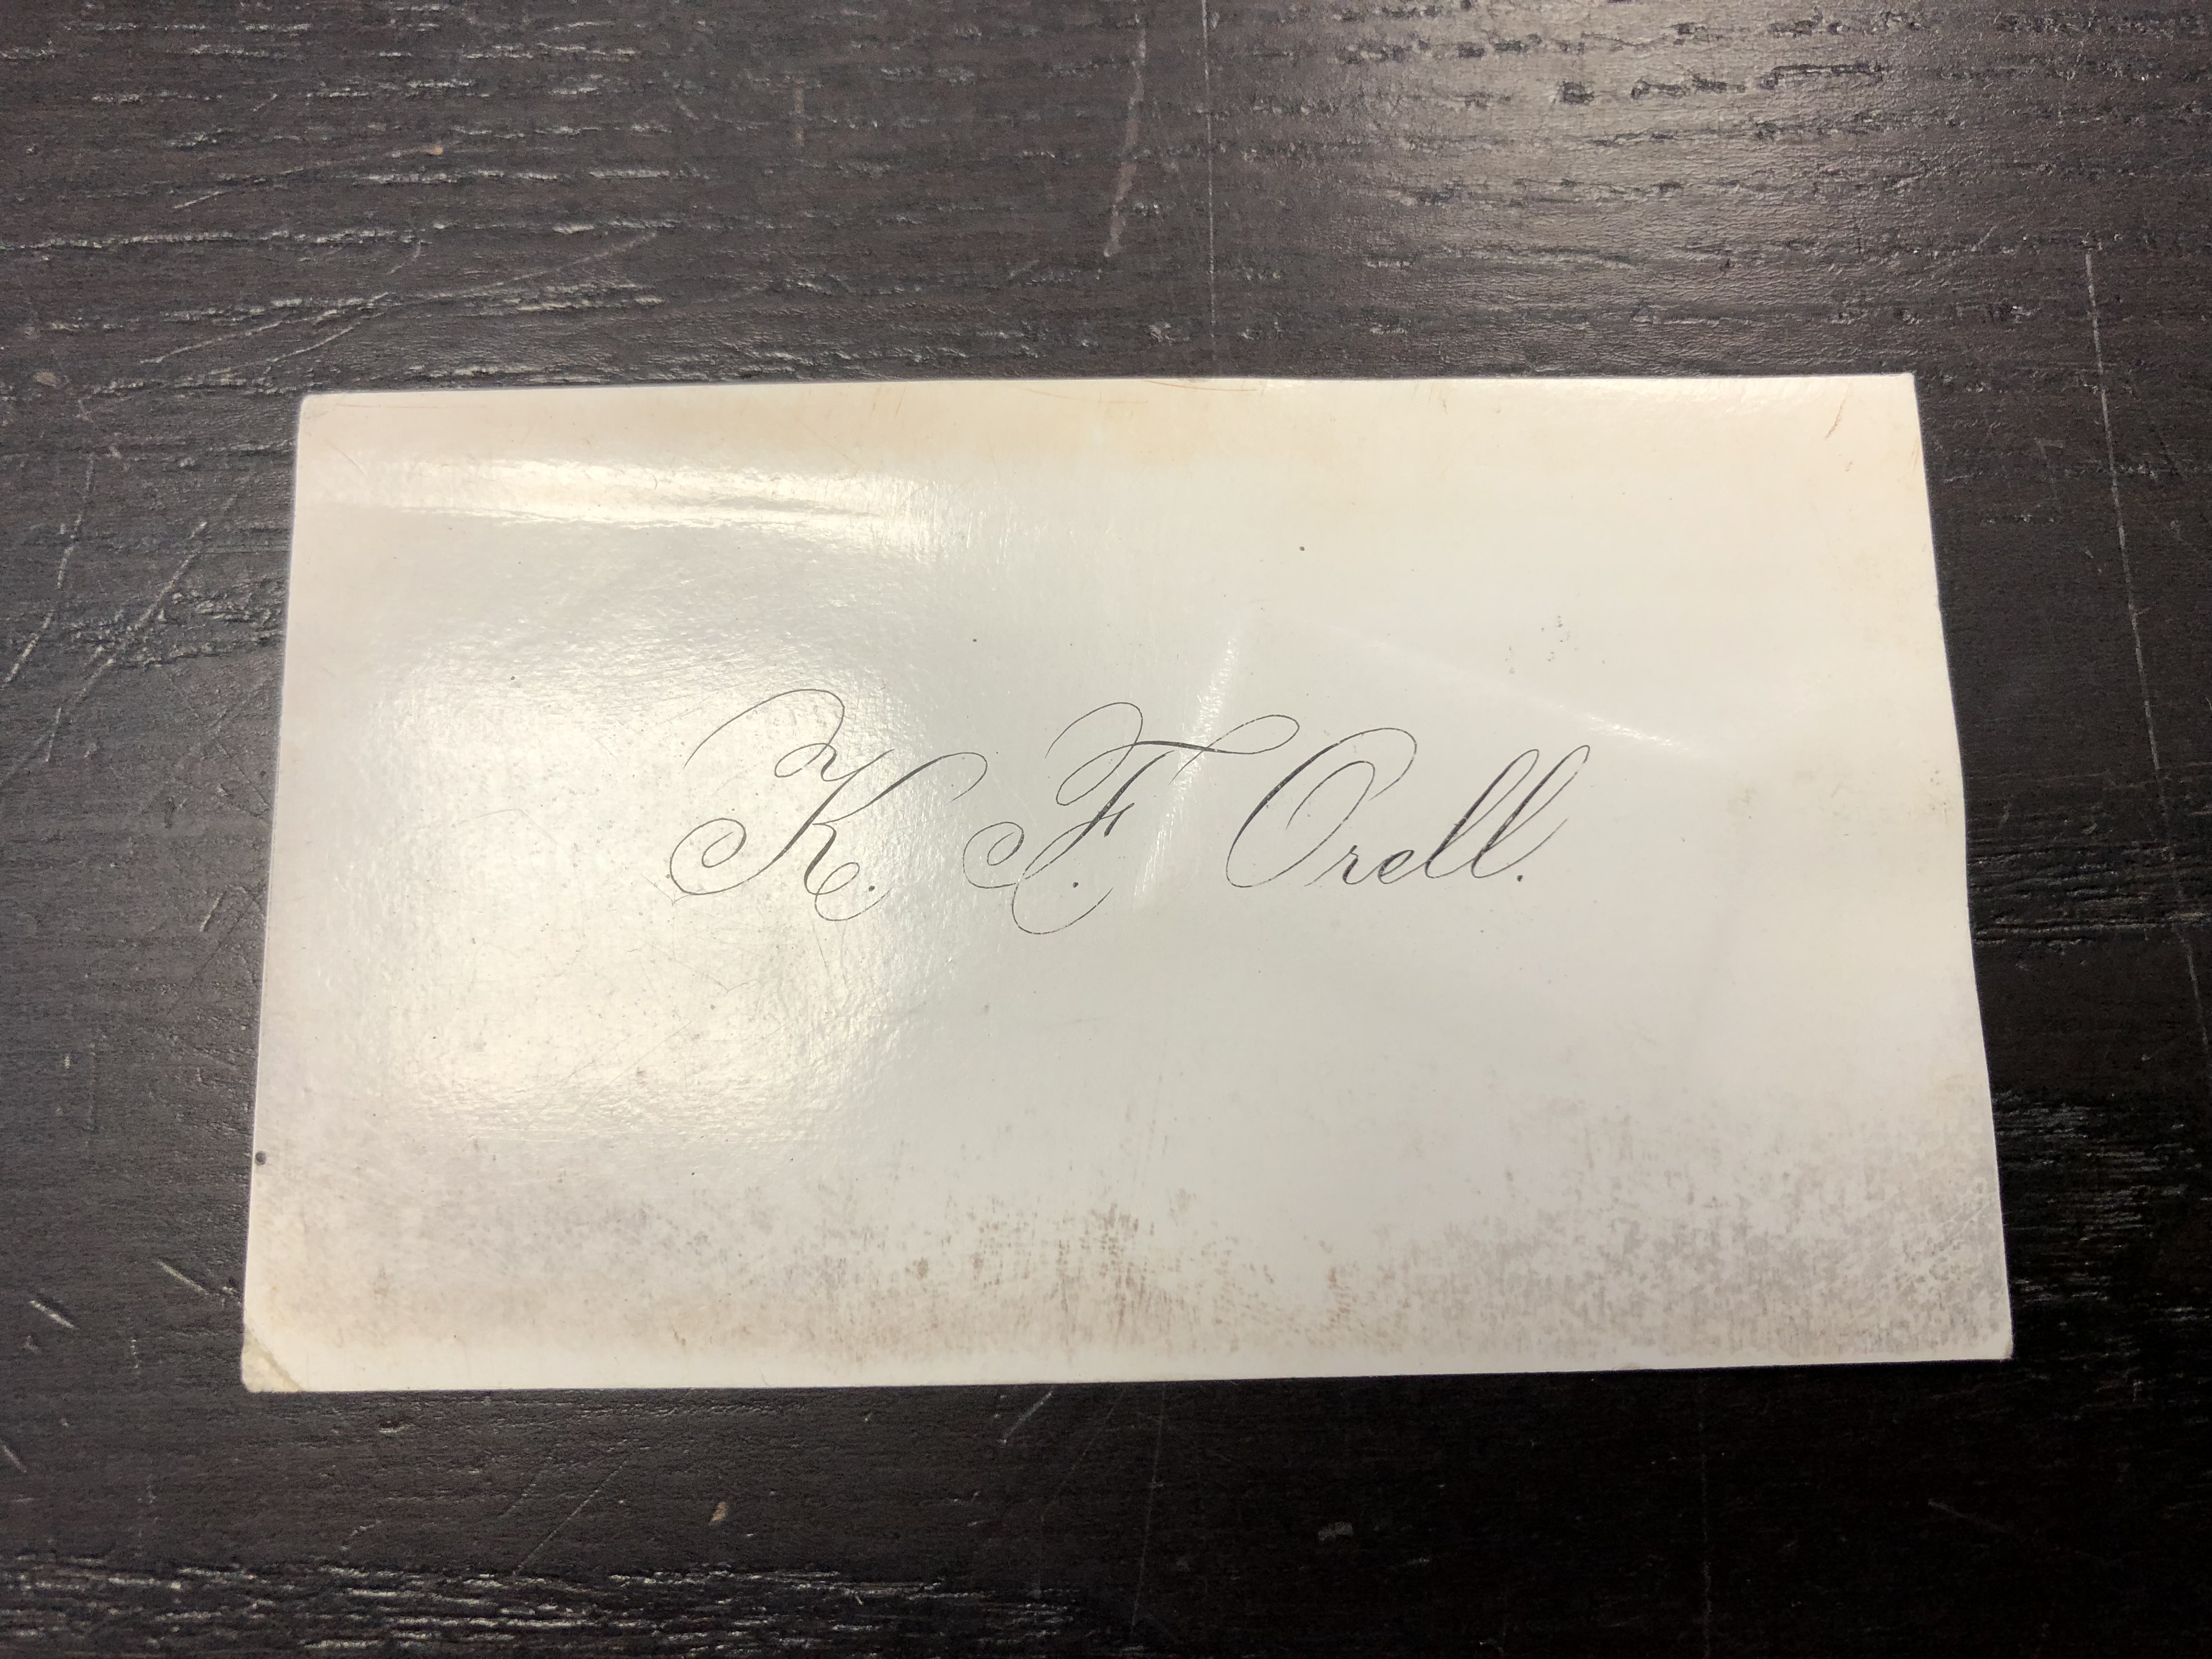 K. F. Orell.